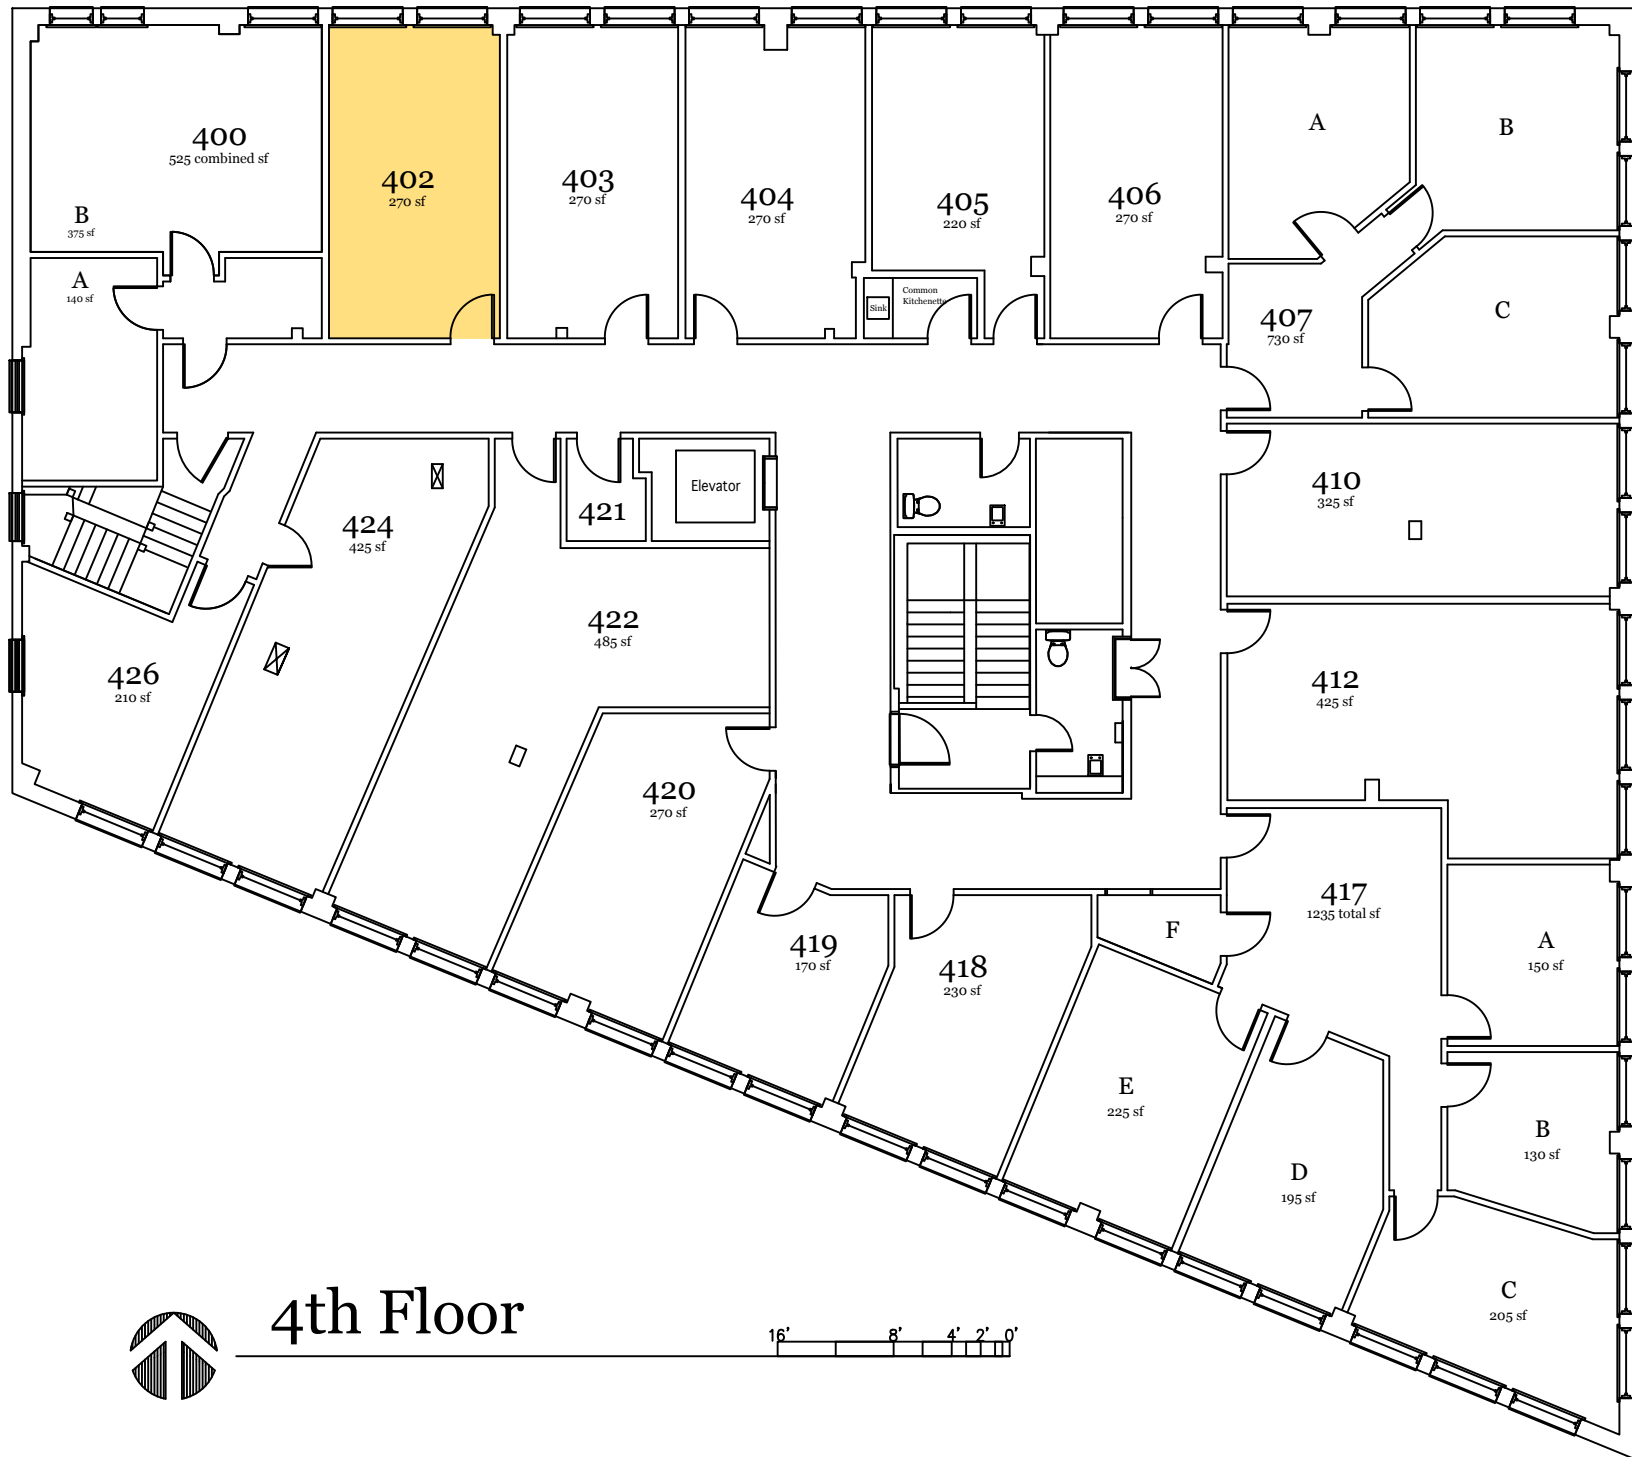 400
525 combined sf
B
375 sf
A
140 sf
402
270 sf
403
270 sf
404
270 sf
405
220 sf
Common
Kitchenette
Sink
406
270 sf
A
B
C
407
730 sf
410
325 sf
412
425 sf
Elevator
421
424
425 sf
422
485 sf
426
210 sf
420
270 sf
419
170 sf
418
230 sf
417
1235 total sf
F
A
150 sf
E
225 sf
B
130 sf
D
195 sf
C
205 sf
4th Floor
16' 8' 4' 2' 0'